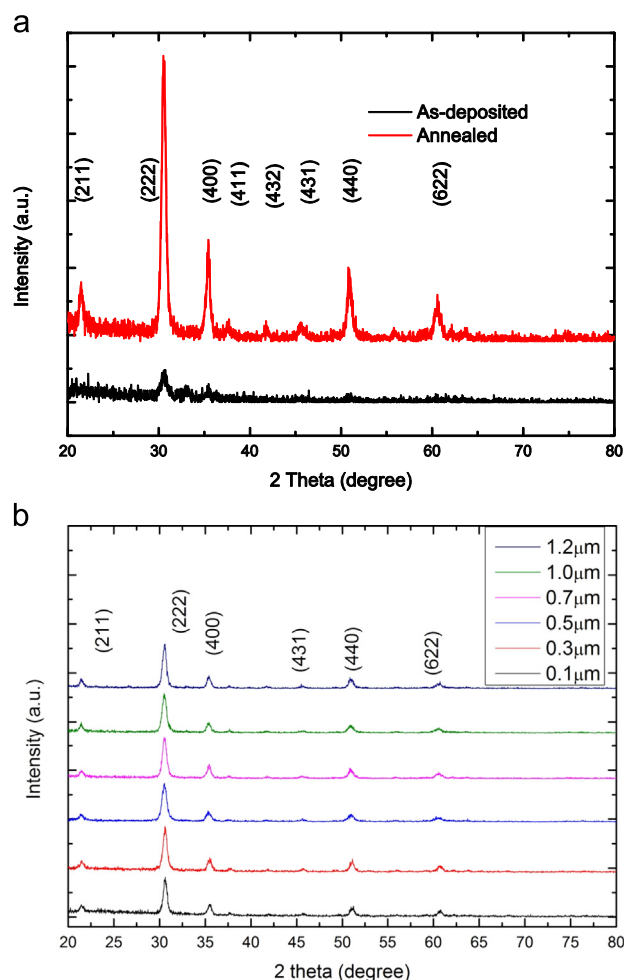 a
As-deposited
Annealed
(211)
(222)
(400)
(411)
(432)
(431)
(440)
(622)
Intensity (a.u.)
20 30 40 50 60 70 80
2 Theta (degree)
b
1.2μm
1.0μm
0.7μm
0.5μm
0.3μm
0.1μm
(211)
(222)
(400)
(431)
(440)
(622)
Intensity (a.u.)
20 25 30 35 40 45 50 55 60 65 70 75 80
2 theta (degree)